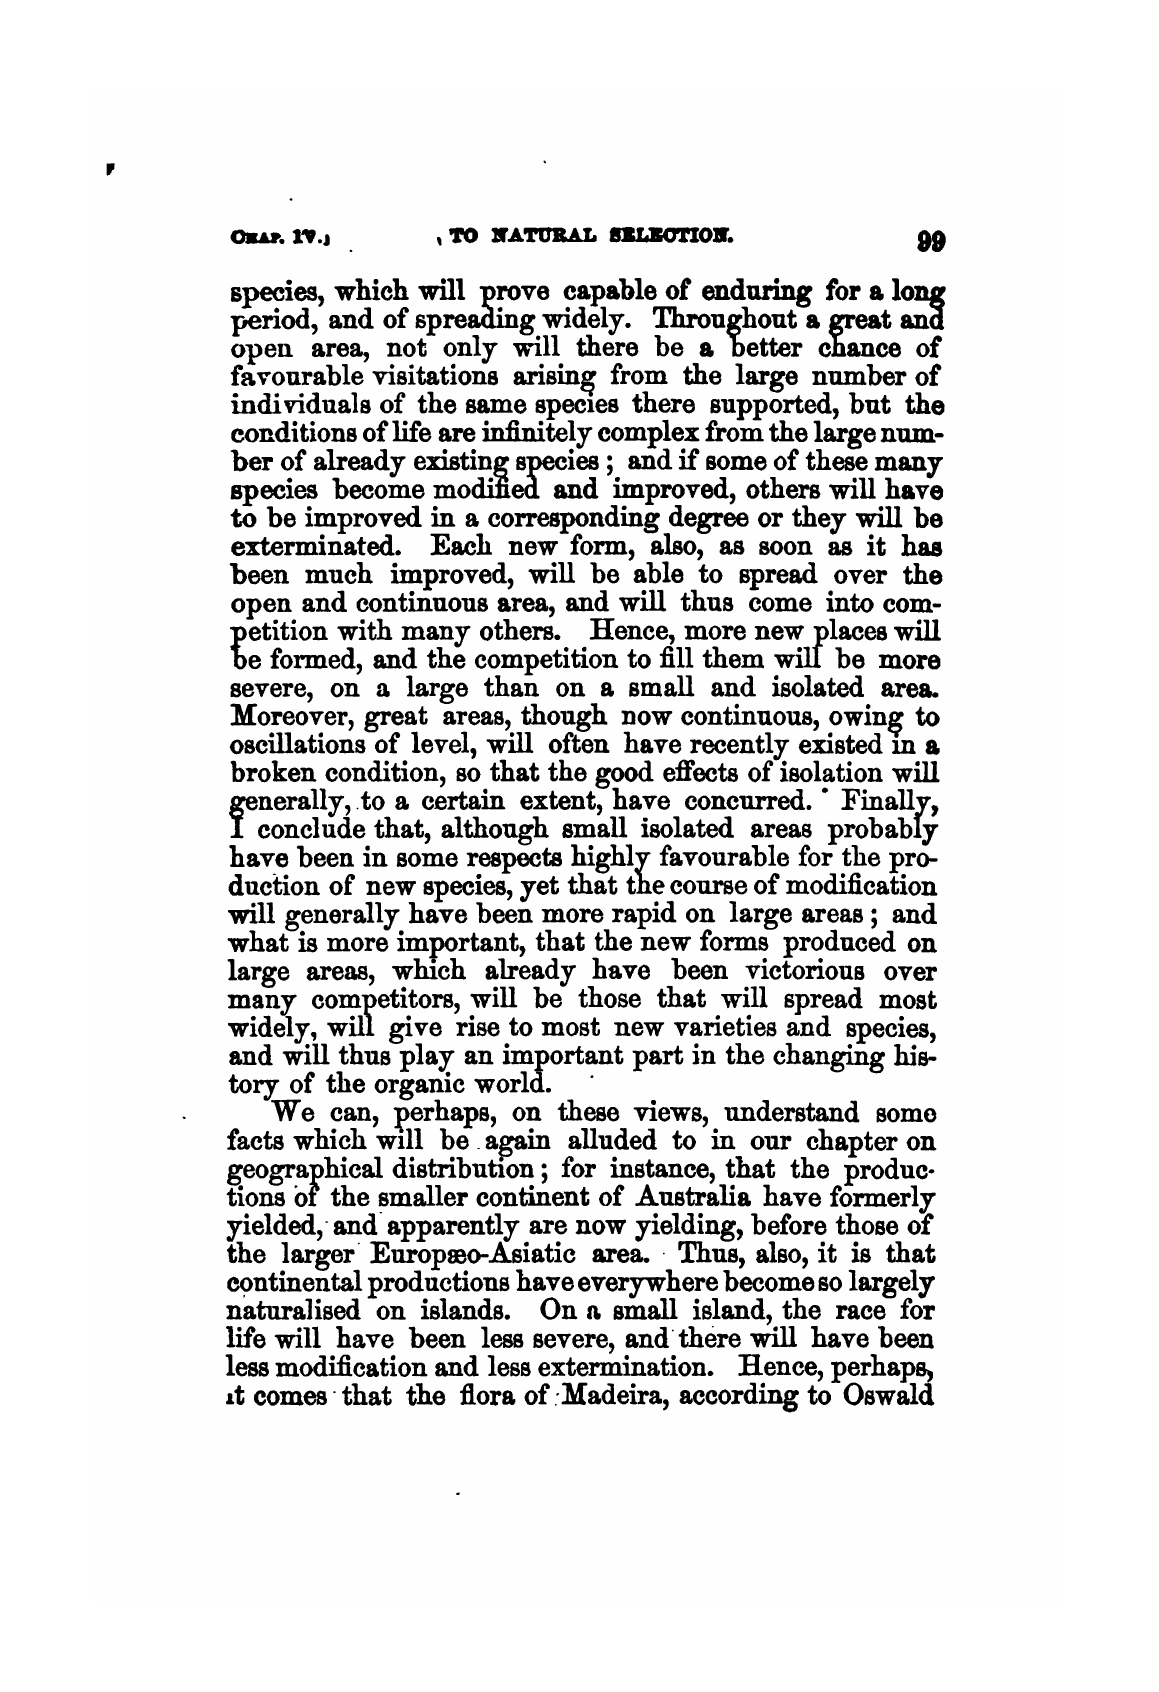 CHAP. IV.] TO NATURAL SELECTION. 99
species, which will prove capable of enduring for a long
period, and of spreading widely. Throughout a great and
open area, not only will there be a better chance of
favourable visitations arising from the large number of
individuals of the same species there supported, but the
conditions of life are infinitely complex from the large num-
ber of already existing species ; and if some of these many
species become modified and improved, others will have
to be improved in a corresponding degree or they will be
exterminated. Each new form, also, as soon as it has
been much improved, will be able to spread over the
open and continuous area, and will thus come into com-
petition with many others. Hence, more new places will
be formed, and the competition to fill them will be more
severe, on a large than on a small and isolated area.
Moreover, great areas, though now continuous, owing to
oscillations of level, will often have recently existed in a
broken condition, so that the good effects of isolation will
generally, to a certain extent, have concurred. Finally,
I conclude that, although small isolated areas probably
have been in some respects highly favourable for the pro-
duction of new species, yet that the course of modification
will generally have been more rapid on large areas ; and
what is more important, that the new forms produced on
large areas, which already have been victorious over
many competitors, will be those that will spread most
widely, will give rise to most new varieties and species,
and will thus play an important part in the changing his-
tory of the organic world.
We can, perhaps, on these views, understand some
facts which will be again alluded to in our chapter on
geographical distribution ; for instance, that the produc-
tions of the smaller continent of Australia have formerly
yielded, and apparently are now yielding, before those of
the larger Europæo-Asiatic area. Thus, also, it is that
continental productions have everywhere become so largely
naturalised on islands. On a small island, the race for
life will have been less severe, and there will have been
less modification and less extermination. Hence, perhaps,
it comes that the flora of Madeira, according to Oswald